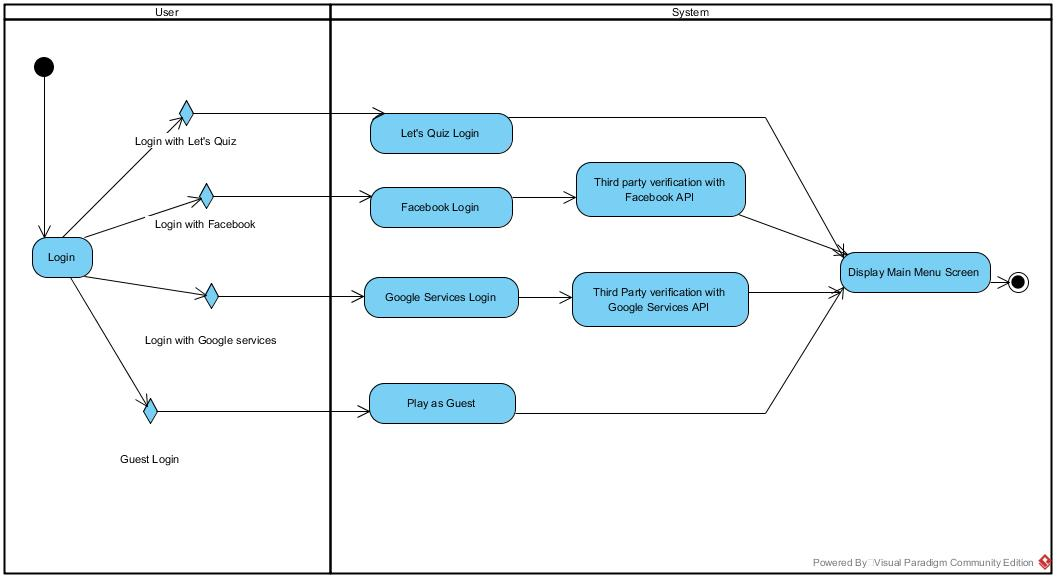 User
System
Login with Let's Quiz
Let's Quiz Login
Third party verification with
Facebook API
Facebook Login
Login with Facebook
Login
Display Main Menu Screen
Google Services Login
Third Party verification with
Google Services API
Login with Google services
Play as Guest
Guest Login
Powered By Visual Paradigm Community Edition